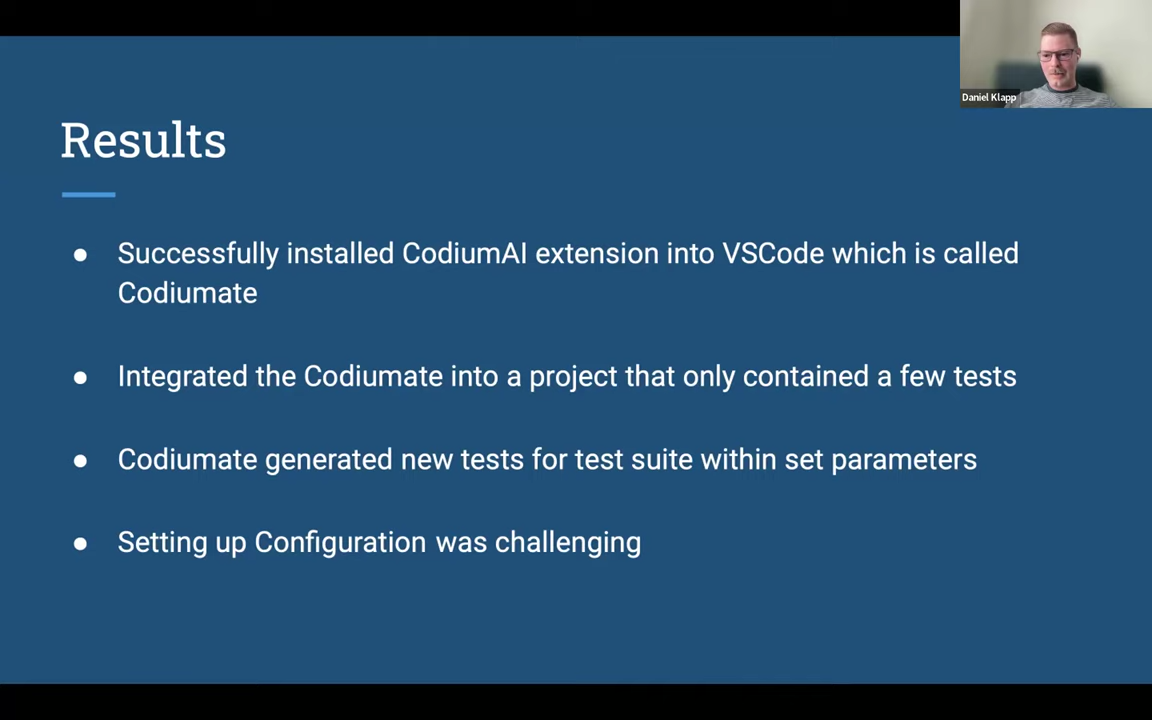 Daniel Klapp
Results
● Successfully installed CodiumAI extension into VSCode which is called
Codiumate
● Integrated the Codiumate into a project that only contained a few tests
● Codiumate generated new tests for test suite within set parameters
● Setting up Configuration was challenging